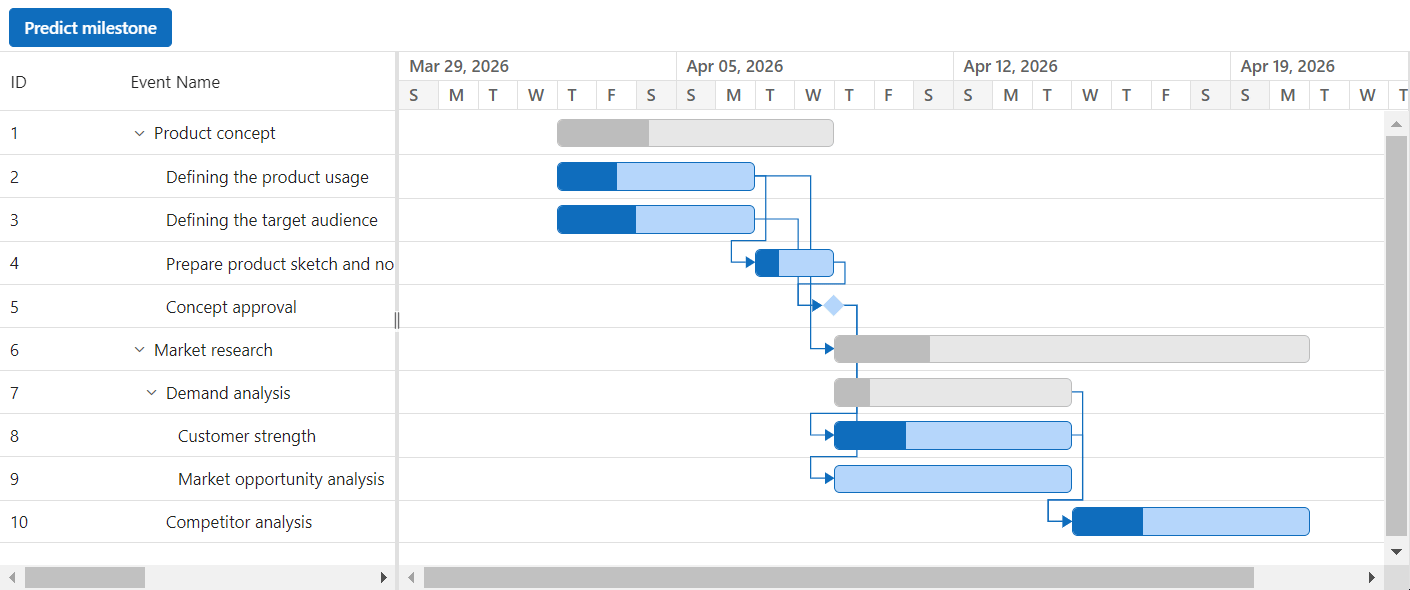 Predict milestone
ID Event Name Mar 29, 2026 Apr 05, 2026 Apr 12, 2026 Apr 19, 2026
S M T W T F S S M T W T F S S M T W T F S S M T W T
1 Product concept
2 Defining the product usage
3 Defining the target audience
4 Prepare product sketch and no
5 Concept approval
6 Market research
7 Demand analysis
8 Customer strength
9 Market opportunity analysis
10 Competitor analysis